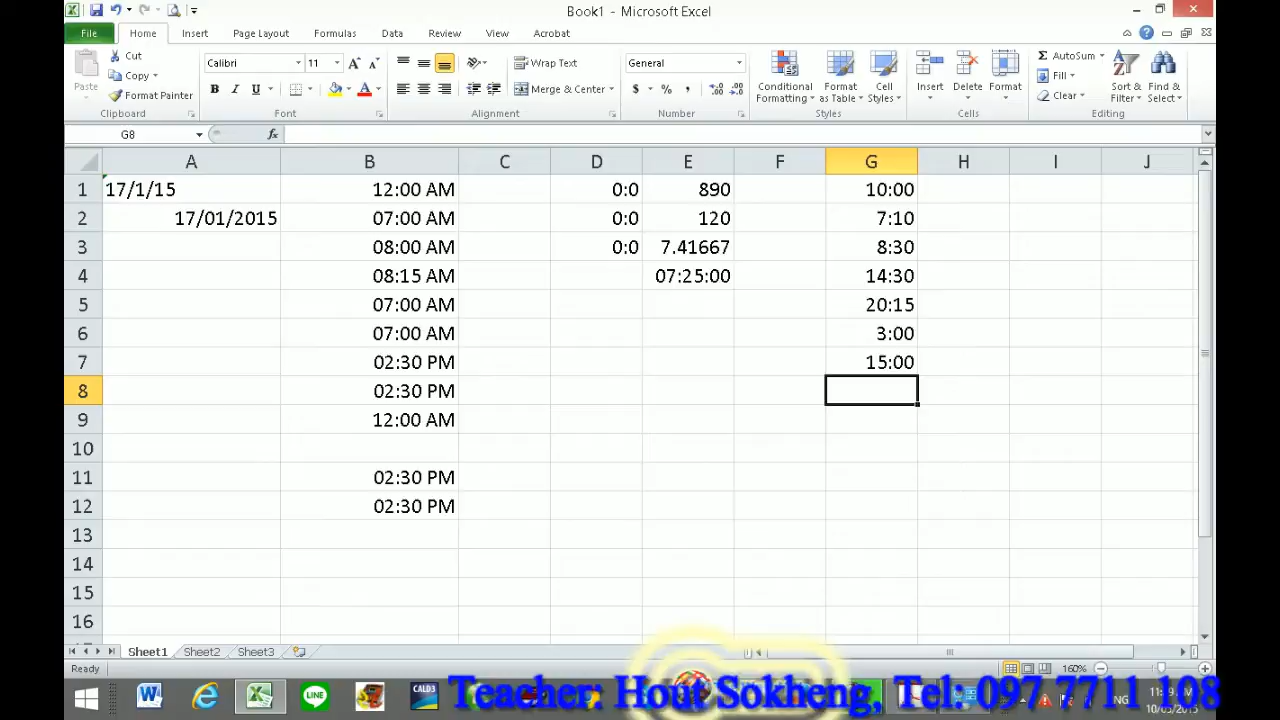 Book1 - Microsoft Excel
File Home Insert Page Layout Formulas Data Review View Acrobat
Cut
Calibri 11
Wrap Text
General
AutoSum
Copy
Fill
Paste
Format Painter
Merge & Center
Conditional Formatting
Format as Table
Cell Styles
Insert Delete Format
Clear
Sort & Filter
Find & Select
Clipboard Font Alignment Number Styles Cells Editing
G8 fx
A B C D E F G H I J
1 17/1/15 12:00 AM 0:0 890 10:00
2 17/01/2015 07:00 AM 0:0 120 7:10
3 08:00 AM 0:0 7.41667 8:30
4 08:15 AM 07:25:00 14:30
5 07:00 AM 20:15
6 07:00 AM 3:00
7 02:30 PM 15:00
8 02:30 PM
9 12:00 AM
10
11 02:30 PM
12 02:30 PM
13
14
15
16
Sheet1 Sheet2 Sheet3
Ready 160%
LINE CALD3 ENG
Teacher: Hout Sokheng, Tel: 097 7711 108